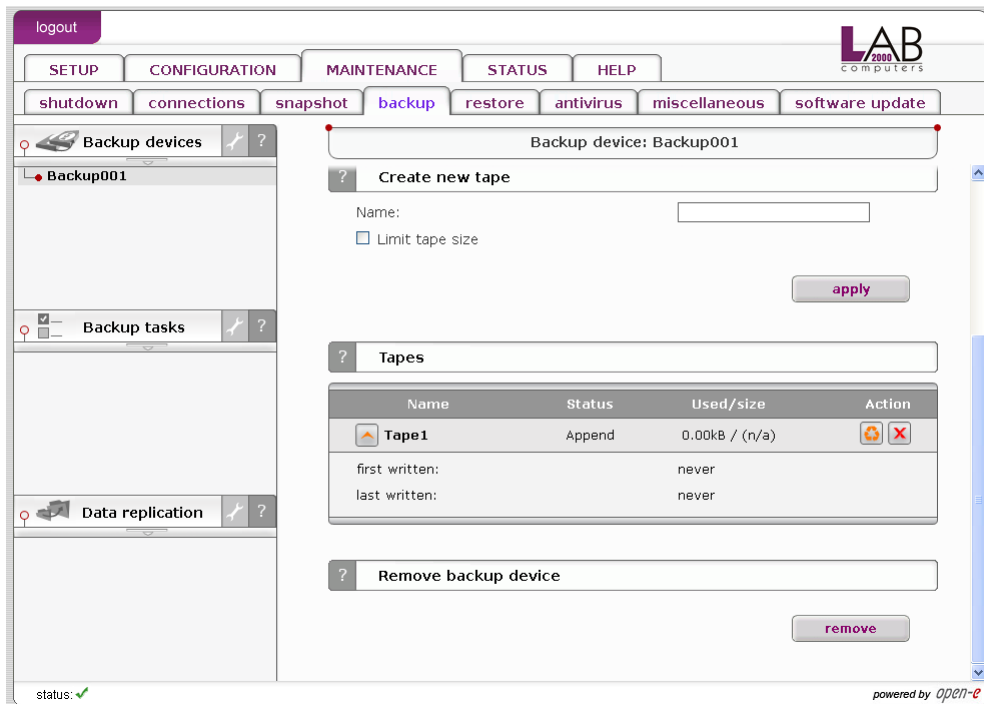 logout
LAB
2000
computers
SETUP CONFIGURATION MAINTENANCE STATUS HELP
shutdown connections snapshot backup restore antivirus miscellaneous software update
Backup devices ?
Backup001
Backup tasks ?
Data replication ?
Backup device: Backup001
? Create new tape
Name:
Limit tape size
apply
? Tapes
Name Status Used/size Action
Tape1 Append 0.00kB / (n/a)
first written: never
last written: never
? Remove backup device
remove
status:
powered by open-e